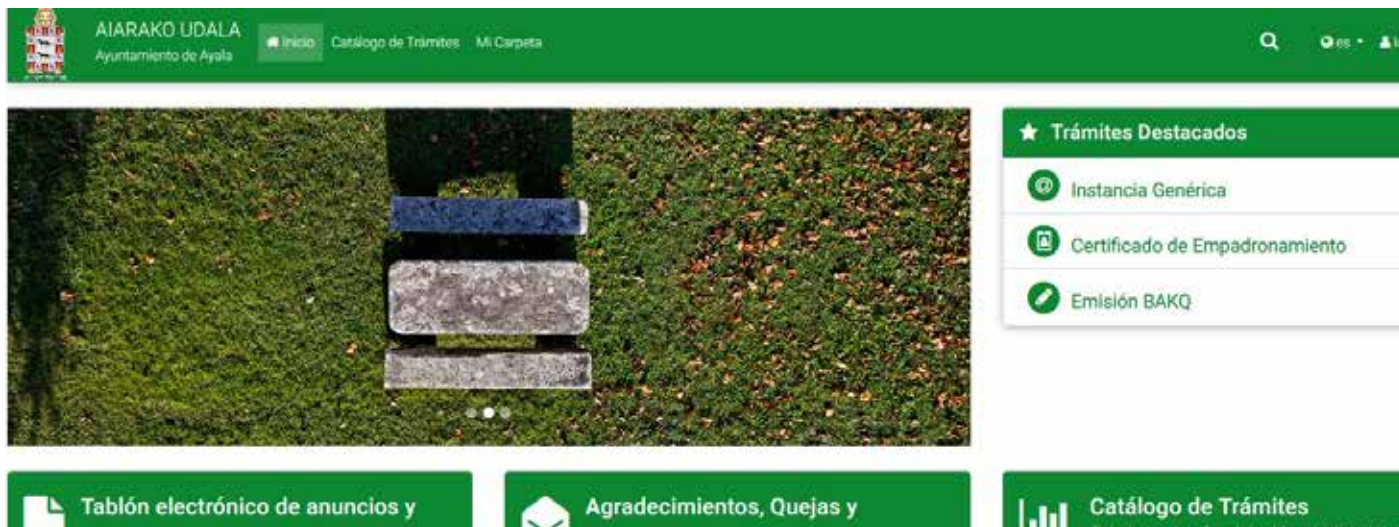 AIARAKO UDALA
Ayuntamiento de Ayala
Inicio Catálogo de Trámites Mi Carpeta
es
Trámites Destacados
Instancia Genérica
Certificado de Empadronamiento
Emisión BAKQ
Tablón electrónico de anuncios y
Agradecimientos, Quejas y
Catálogo de Trámites